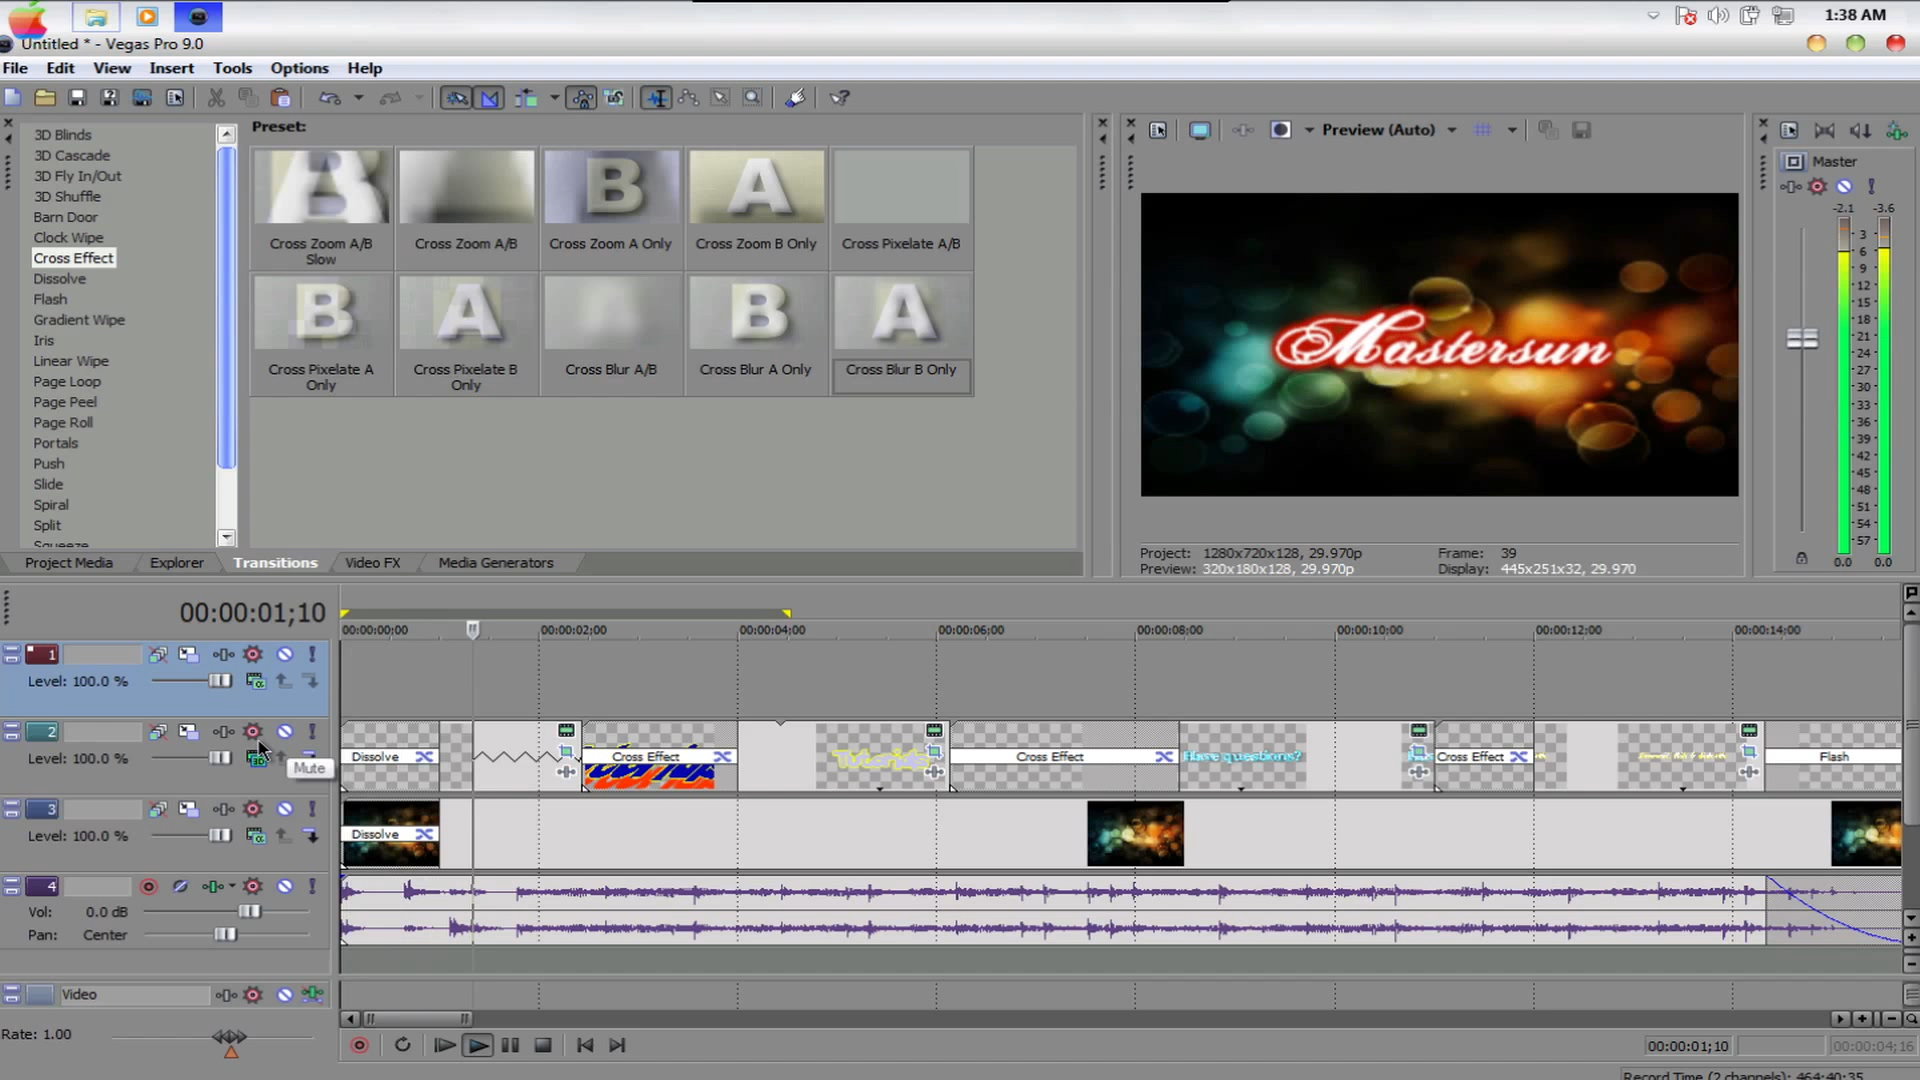 1:38 AM
Untitled * - Vegas Pro 9.0
File Edit View Insert Tools Options Help
3D Blinds
3D Cascade
3D Fly In/Out
3D Shuffle
Barn Door
Clock Wipe
Cross Effect
Dissolve
Flash
Gradient Wipe
Iris
Linear Wipe
Page Loop
Page Peel
Page Roll
Portals
Push
Slide
Spiral
Split
Squeeze
Preset:
B A B A
Cross Zoom A/B Slow
Cross Zoom A/B
Cross Zoom A Only
Cross Zoom B Only
Cross Pixelate A/B
B A B A
Cross Pixelate A Only
Cross Pixelate B Only
Cross Blur A/B
Cross Blur A Only
Cross Blur B Only
Project Media Explorer Transitions Video FX Media Generators
Preview (Auto)
Mastersun
Project: 1280x720x128, 29.970p Frame: 39
Preview: 320x180x128, 29.970p Display: 445x251x32, 29.970
Master
-2.1 -3.6
3
6
9
12
15
18
21
24
27
30
33
36
39
42
45
48
51
54
57
0.0 0.0
00:00:01;10
00:00:00;00 00:00:02;00 00:00:04;00 00:00:06;00 00:00:08;00 00:00:10;00 00:00:12;00 00:00:14;00
1
Level: 100.0 %
2
Level: 100.0 %
Mute
Dissolve Cross Effect Tutorials Cross Effect Have questions? Cross Effect Flash
3
Level: 100.0 %
Dissolve
4
Vol: 0.0 dB
Pan: Center
Video
Rate: 1.00
00:00:01;10 00:00:04;16
Record Time (2 channels): 464:40:35